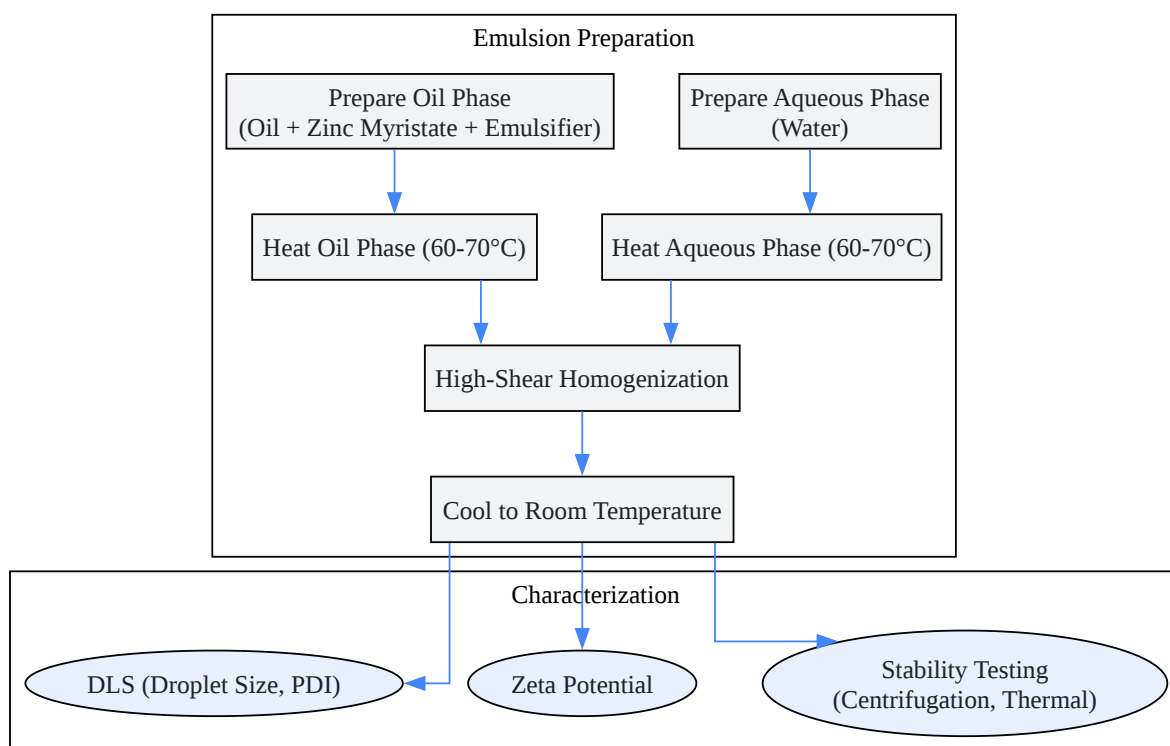 Emulsion Preparation
Prepare Oil Phase
(Oil + Zinc Myristate + Emulsifier)
Prepare Aqueous Phase
(Water)
Heat Oil Phase (60-70°C)
Heat Aqueous Phase (60-70°C)
High-Shear Homogenization
Cool to Room Temperature
Characterization
DLS (Droplet Size, PDI)
Zeta Potential
Stability Testing
(Centrifugation, Thermal)